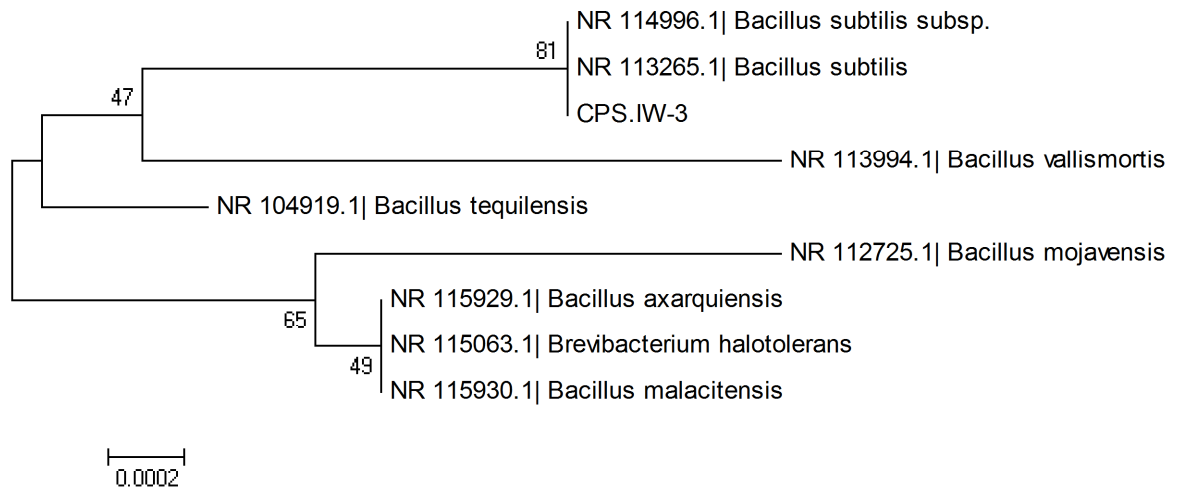 NR 114996.1| Bacillus subtilis subsp.
81
NR 113265.1| Bacillus subtilis
47
CPS.IW-3
NR 113994.1| Bacillus vallismortis
NR 104919.1| Bacillus tequilensis
NR 112725.1| Bacillus mojavensis
NR 115929.1| Bacillus axarquiensis
65
NR 115063.1| Brevibacterium halotolerans
49
NR 115930.1| Bacillus malacitensis
0.0002